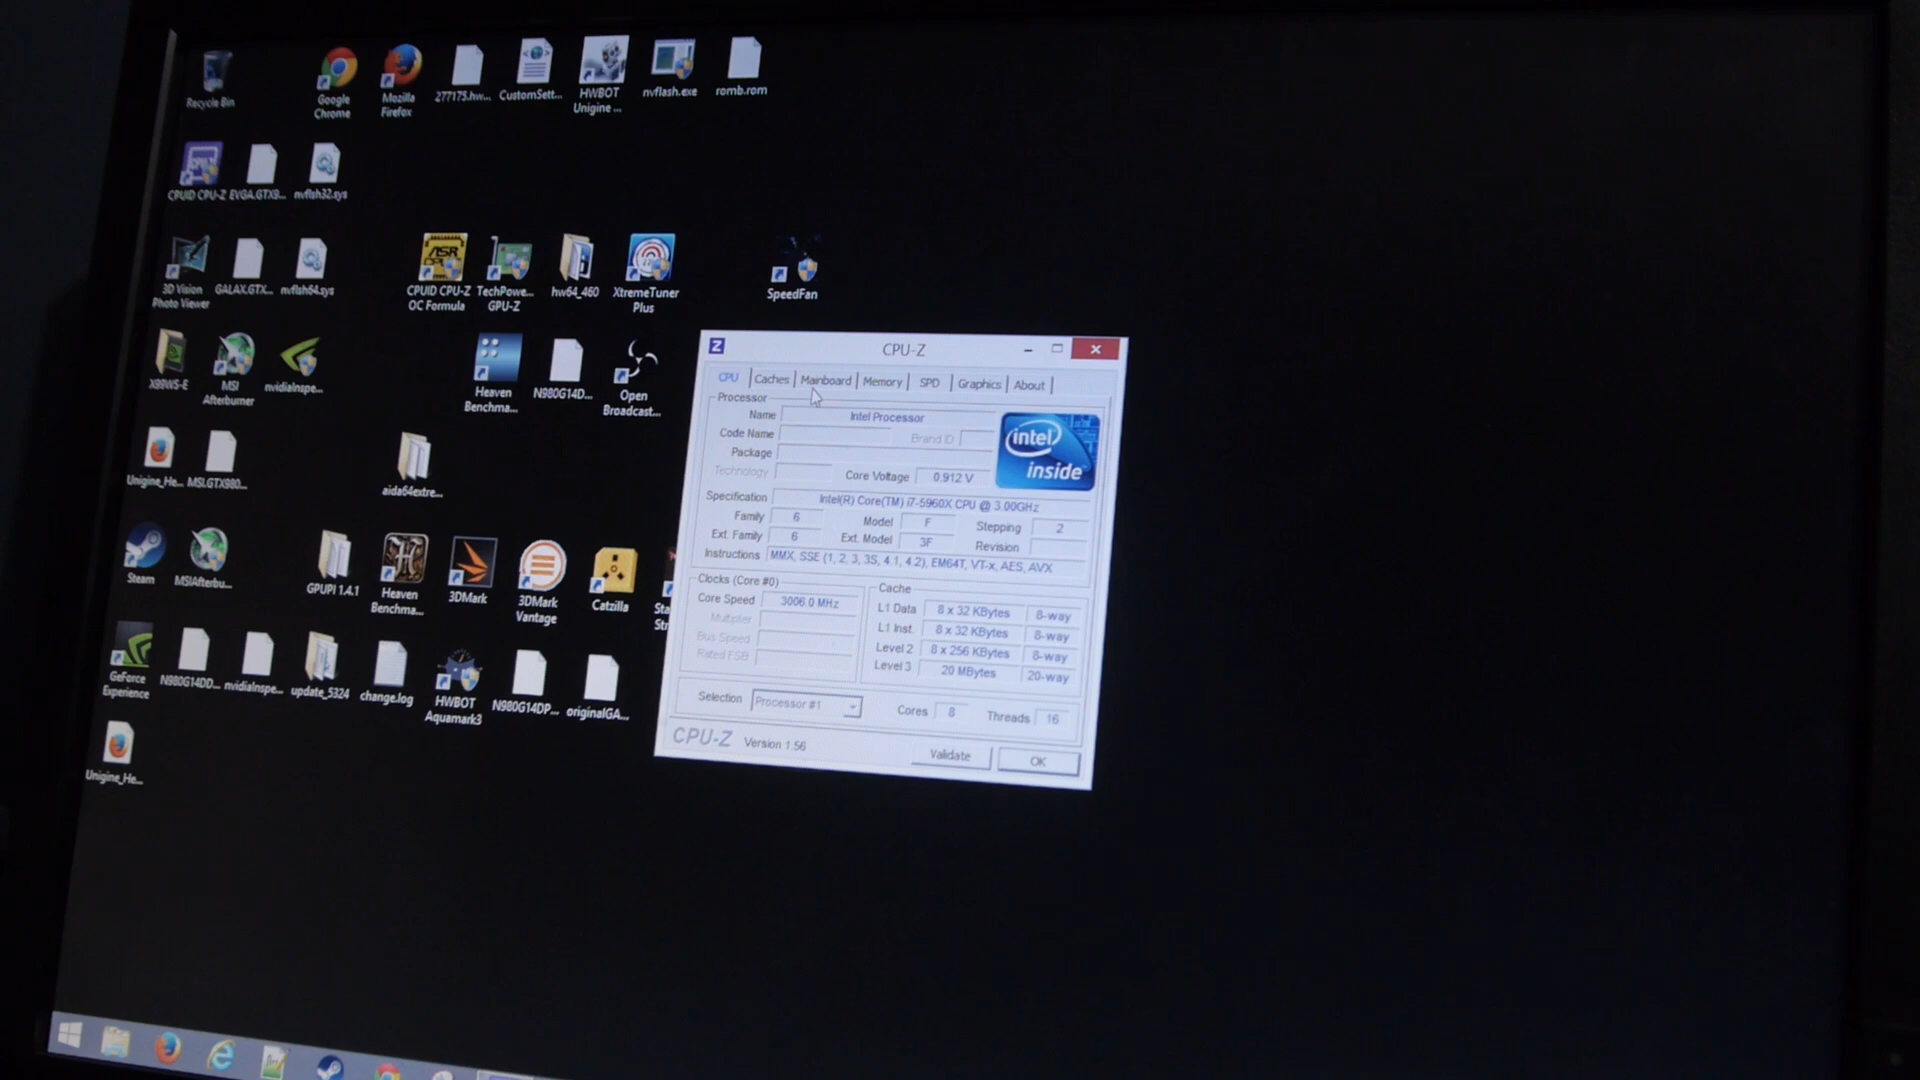 Recycle Bin
Google
Chrome
Mozilla
Firefox
277175.hw...
CustomSett...
HWBOT
Unigine ...
nvflash.exe
romb.rom
CPUID CPU-Z
EVGA.GTX9...
nvflsh32.sys
3D Vision
Photo Viewer
GALAX.GTX...
nvflsh64.sys
CPUID CPU-Z
OC Formula
TechPowe...
GPU-Z
hw64_460
XtremeTuner
Plus
SpeedFan
X99WS-E
MSI
Afterburner
nvidiaInspe...
Heaven
Benchma...
N980G14D...
Open
Broadcast...
Unigine_He...
MSI.GTX980...
aida64extre...
Steam
MSIAfterbu...
GPUPI 1.4.1
Heaven
Benchma...
3DMark
3DMark
Vantage
Catzilla
Sta
Str
GeForce
Experience
N980G14DD...
nvidiaInspe...
update_5324
change.log
HWBOT
Aquamark3
N980G14DP...
originalGA...
Unigine_He...
CPU-Z
CPU
Caches
Mainboard
Memory
SPD
Graphics
About
Processor
Name
Intel Processor
Code Name
Brand ID
Package
Technology
Core Voltage
0.912 V
intel
inside
Specification
Intel(R) Core(TM) i7-5960X CPU @ 3.00GHz
Family
6
Model
F
Stepping
2
Ext. Family
6
Ext. Model
3F
Revision
Instructions
MMX, SSE (1, 2, 3, 3S, 4.1, 4.2), EM64T, VT-x, AES, AVX
Clocks (Core #0)
Core Speed
3006.0 MHz
Multiplier
Bus Speed
Rated FSB
Cache
L1 Data
8 x 32 KBytes
8-way
L1 Inst.
8 x 32 KBytes
8-way
Level 2
8 x 256 KBytes
8-way
Level 3
20 MBytes
20-way
Selection
Processor #1
Cores
8
Threads
16
CPU-Z
Version 1.56
Validate
OK